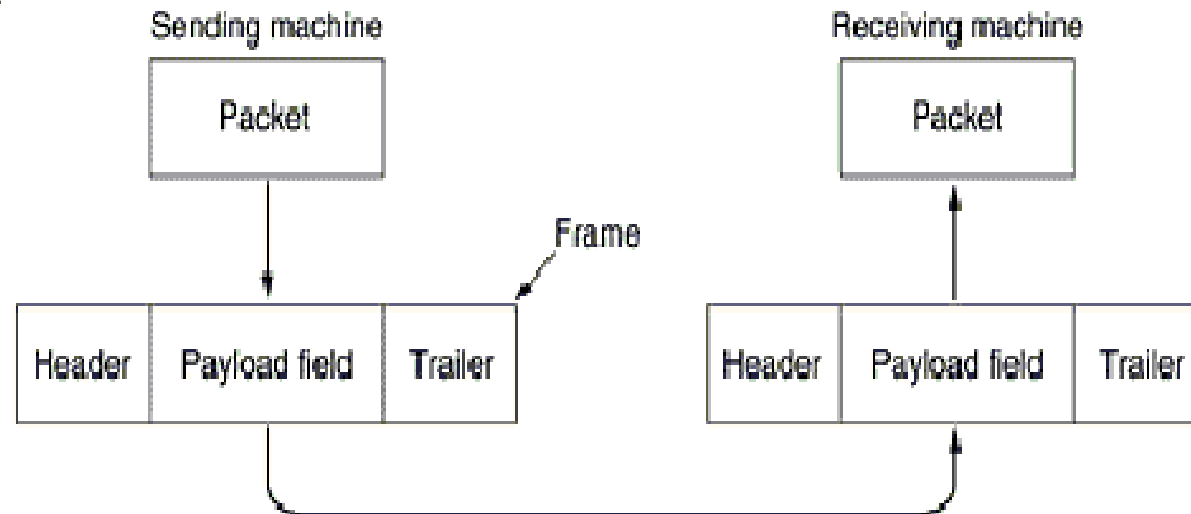 Sending machine
Receiving machine
Packet
Packet
Frame
Header
Payload field
Trailer
Header
Payload field
Trailer